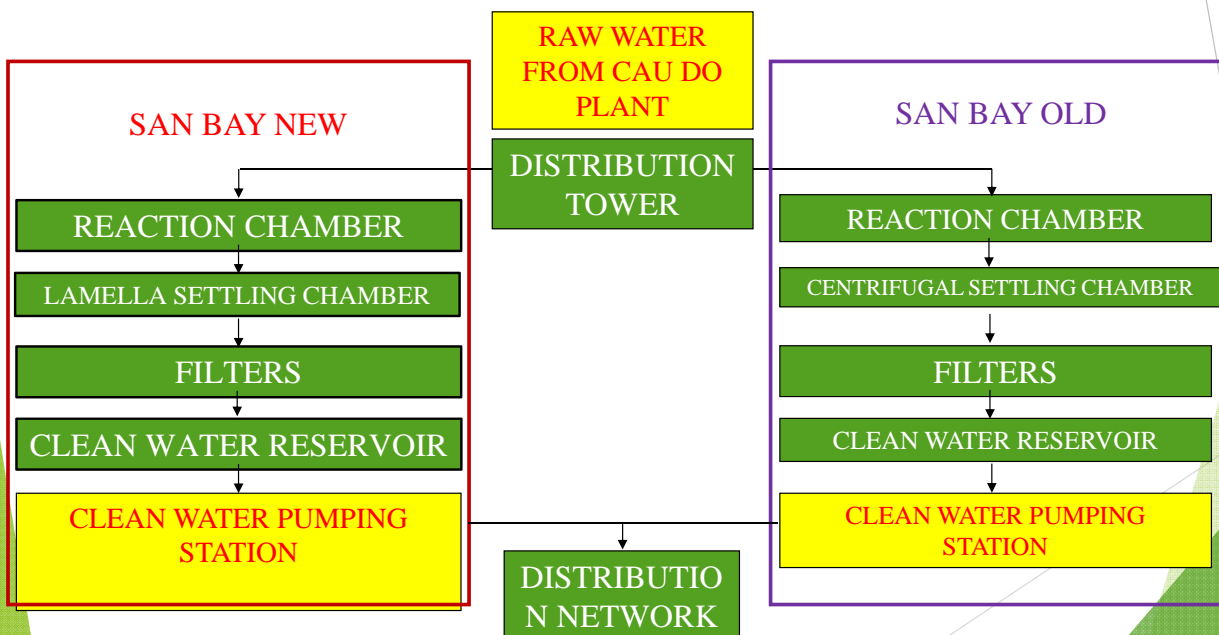 RAW WATER
FROM CAU DO
PLANT
SAN BAY NEW
SAN BAY OLD
DISTRIBUTION
TOWER
REACTION CHAMBER
LAMELLA SETTLING CHAMBER
FILTERS
CLEAN WATER RESERVOIR
CLEAN WATER PUMPING
STATION
REACTION CHAMBER
CENTRIFUGAL SETTLING CHAMBER
FILTERS
CLEAN WATER RESERVOIR
CLEAN WATER PUMPING
STATION
DISTRIBUTIO
N NETWORK